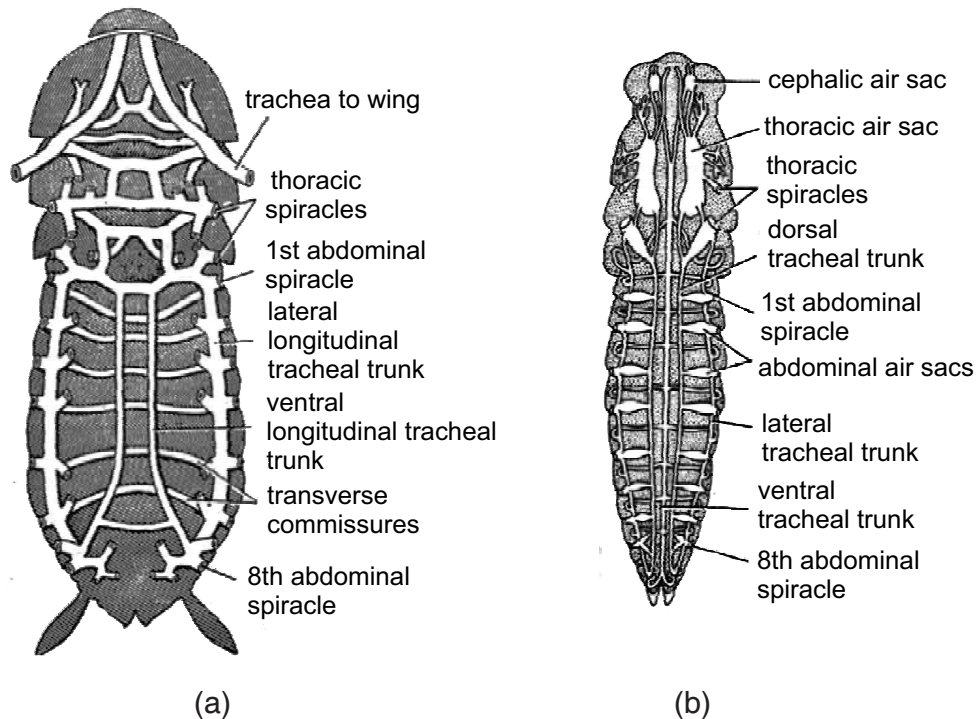 trachea to wing
thoracic
spiracles
1st abdominal
spiracle
lateral
longitudinal
tracheal trunk
ventral
longitudinal tracheal
trunk
transverse
commissures
8th abdominal
spiracle
(a)
cephalic air sac
thoracic air sac
thoracic
spiracles
dorsal
tracheal trunk
1st abdominal
spiracle
abdominal air sacs
lateral
tracheal trunk
ventral
tracheal trunk
8th abdominal
spiracle
(b)